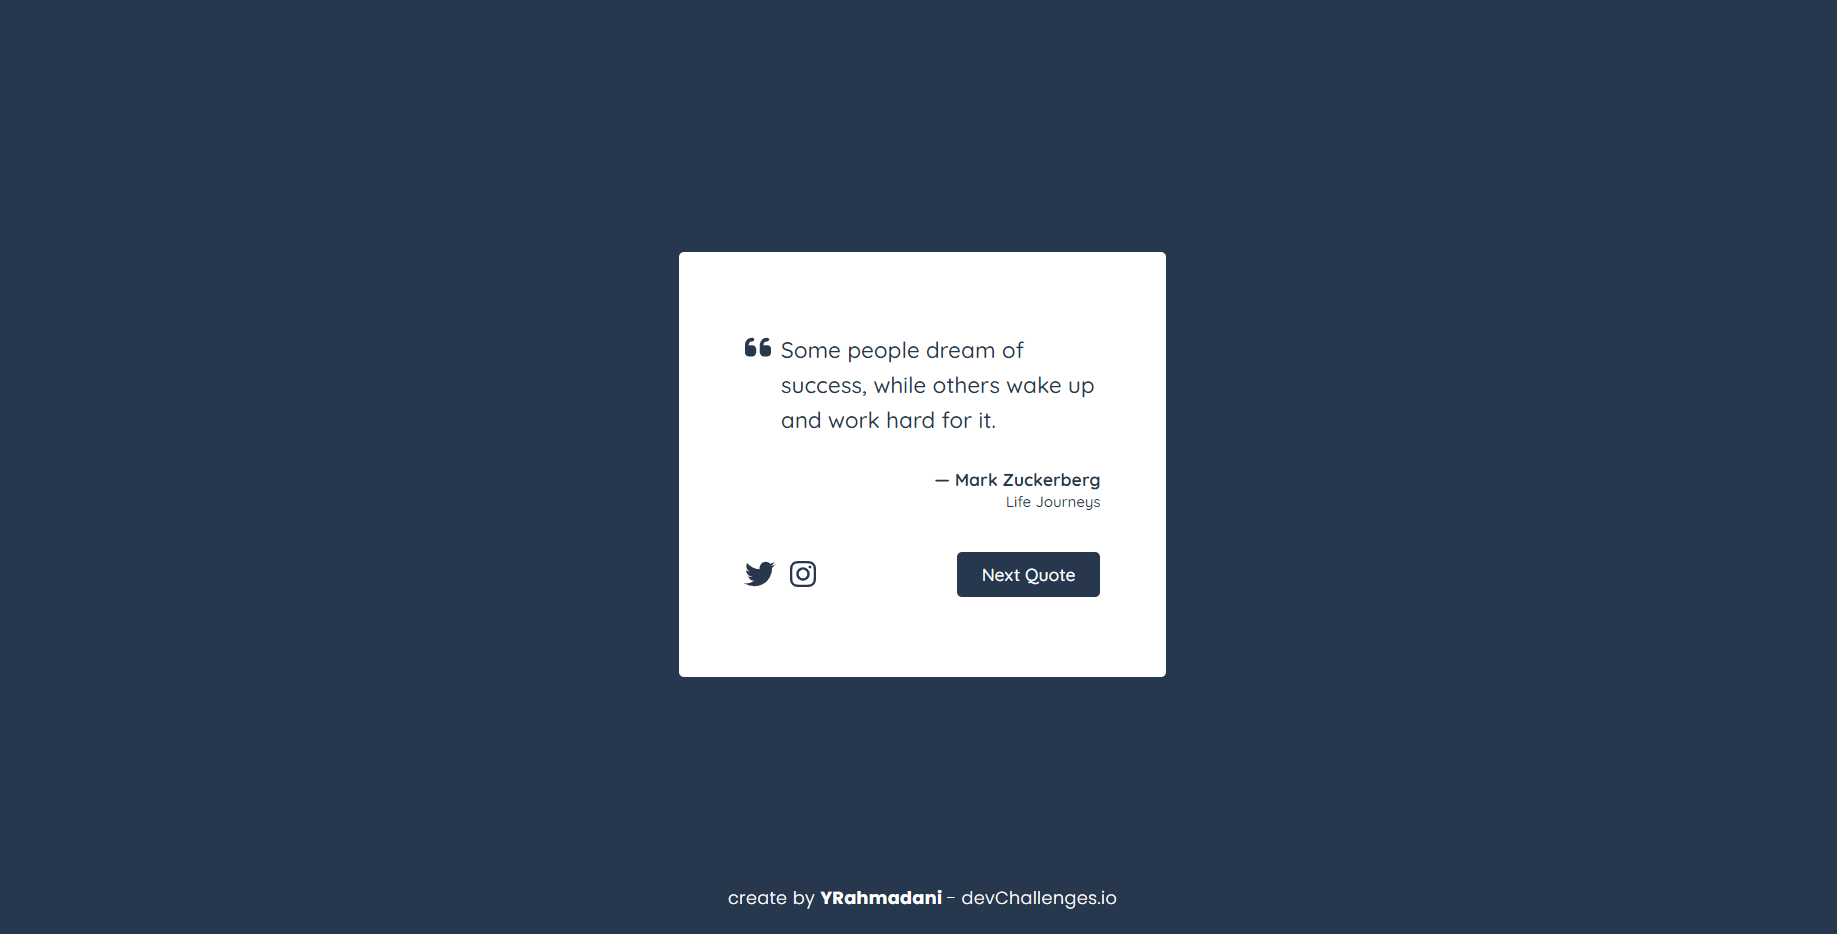 ❝ Some people dream of
success, while others wake up
and work hard for it.
— Mark Zuckerberg
Life Journeys
Next Quote
create by YRahmadani - devChallenges.io